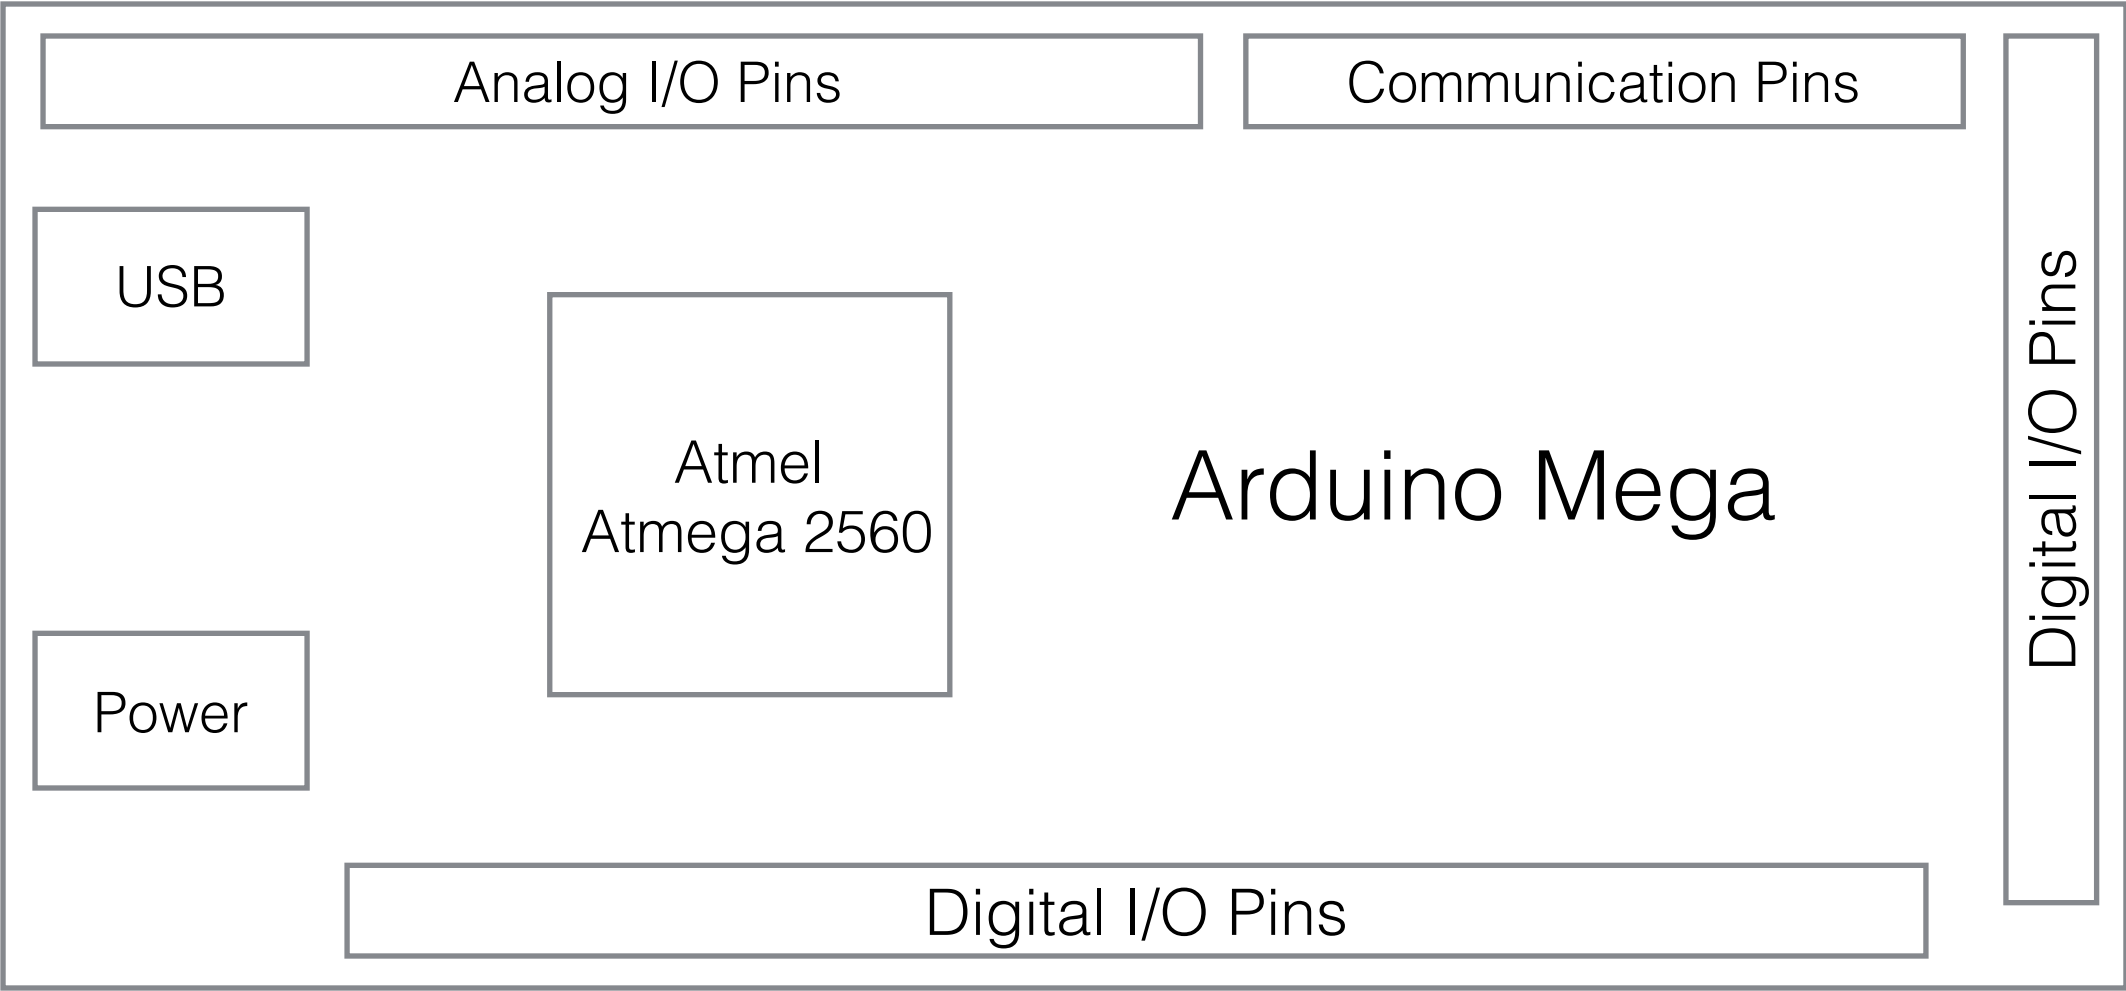 Analog I/O Pins
Communication Pins
USB
Atmel
Atmega 2560
Arduino Mega
Digital I/O Pins
Power
Digital I/O Pins